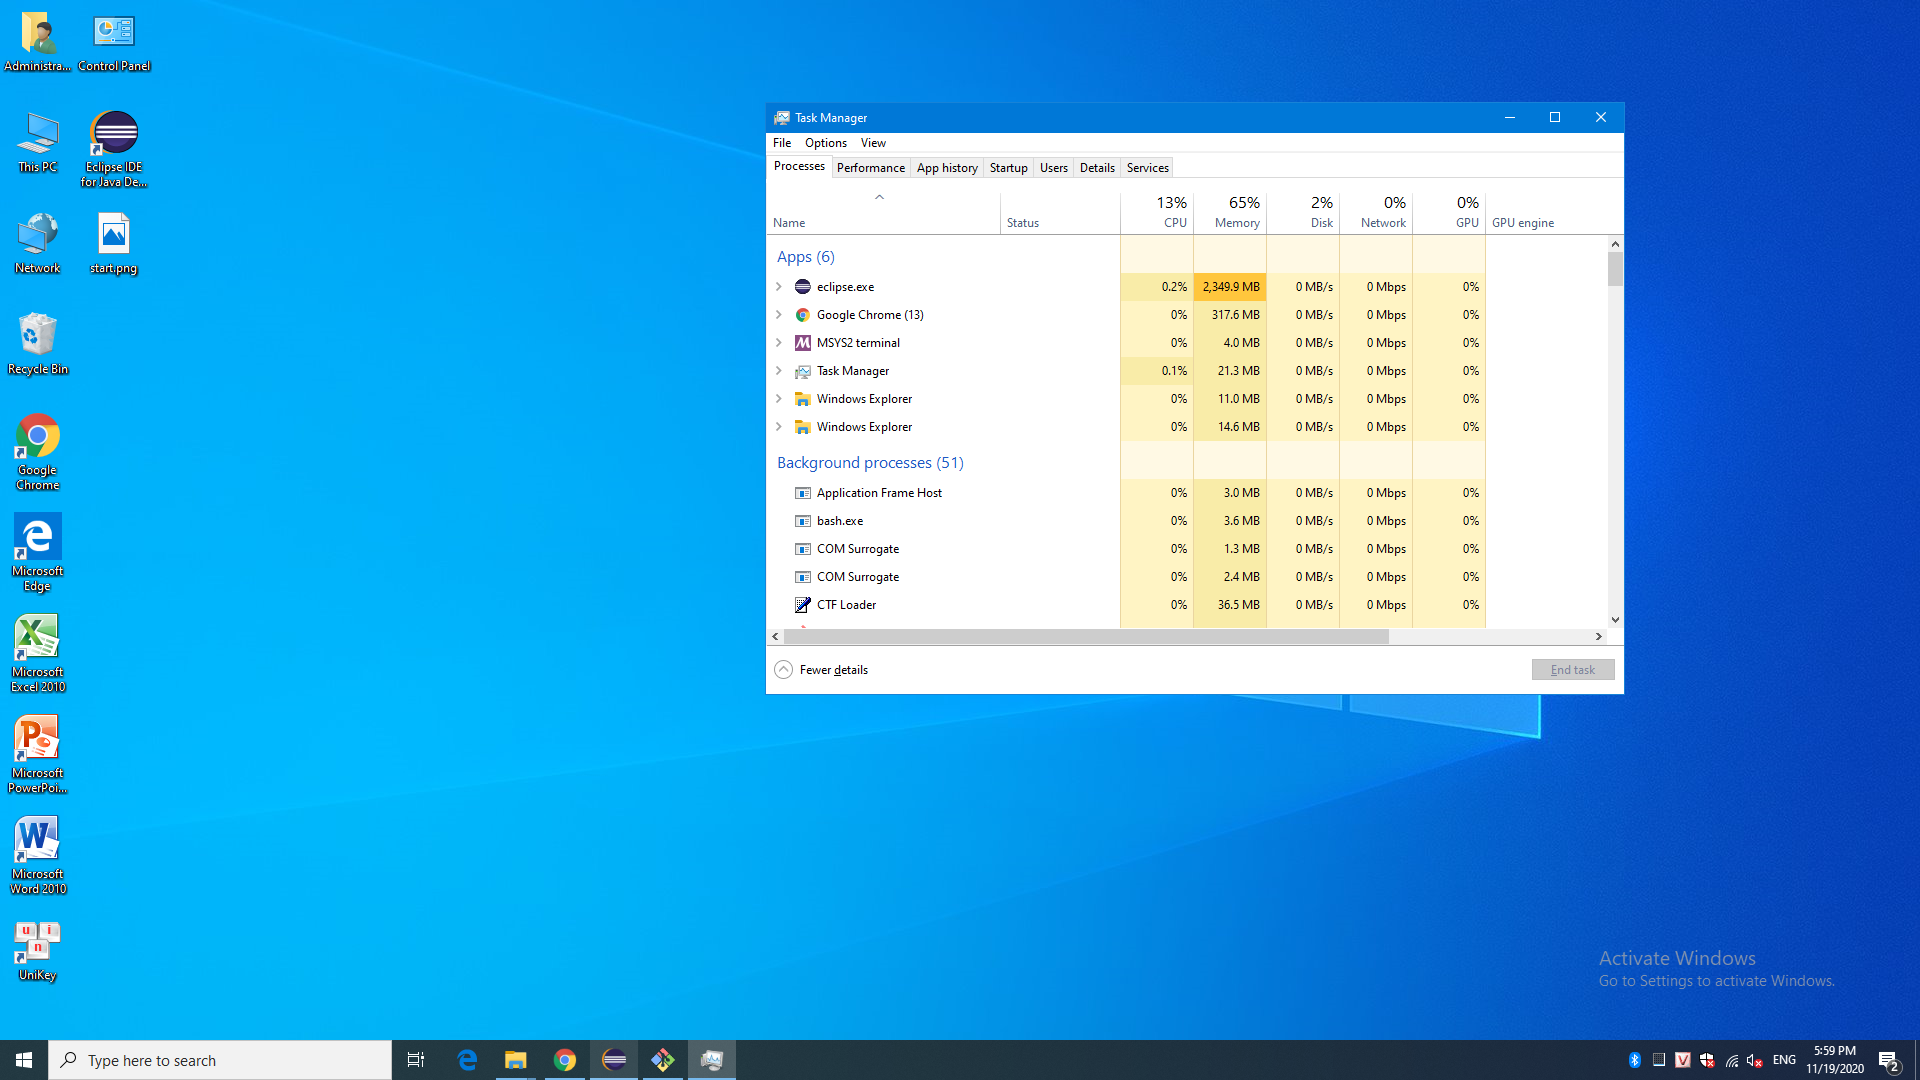 Administra...
Control Panel
This PC
Eclipse IDE
for Java De...
Network
start.png
Recycle Bin
Google
Chrome
Microsoft
Edge
Microsoft
Excel 2010
Microsoft
PowerPoi...
Microsoft
Word 2010
u i
n
UniKey
Task Manager
File Options View
Processes Performance App history Startup Users Details Services
13% 65% 2% 0% 0%
Name Status CPU Memory Disk Network GPU GPU engine
Apps (6)
eclipse.exe 0.2% 2,349.9 MB 0 MB/s 0 Mbps 0%
Google Chrome (13) 0% 317.6 MB 0 MB/s 0 Mbps 0%
MSYS2 terminal 0% 4.0 MB 0 MB/s 0 Mbps 0%
Task Manager 0.1% 21.3 MB 0 MB/s 0 Mbps 0%
Windows Explorer 0% 11.0 MB 0 MB/s 0 Mbps 0%
Windows Explorer 0% 14.6 MB 0 MB/s 0 Mbps 0%
Background processes (51)
Application Frame Host 0% 3.0 MB 0 MB/s 0 Mbps 0%
bash.exe 0% 3.6 MB 0 MB/s 0 Mbps 0%
COM Surrogate 0% 1.3 MB 0 MB/s 0 Mbps 0%
COM Surrogate 0% 2.4 MB 0 MB/s 0 Mbps 0%
CTF Loader 0% 36.5 MB 0 MB/s 0 Mbps 0%
Fewer details End task
Activate Windows
Go to Settings to activate Windows.
Type here to search
V
ENG
5:59 PM
11/19/2020
2